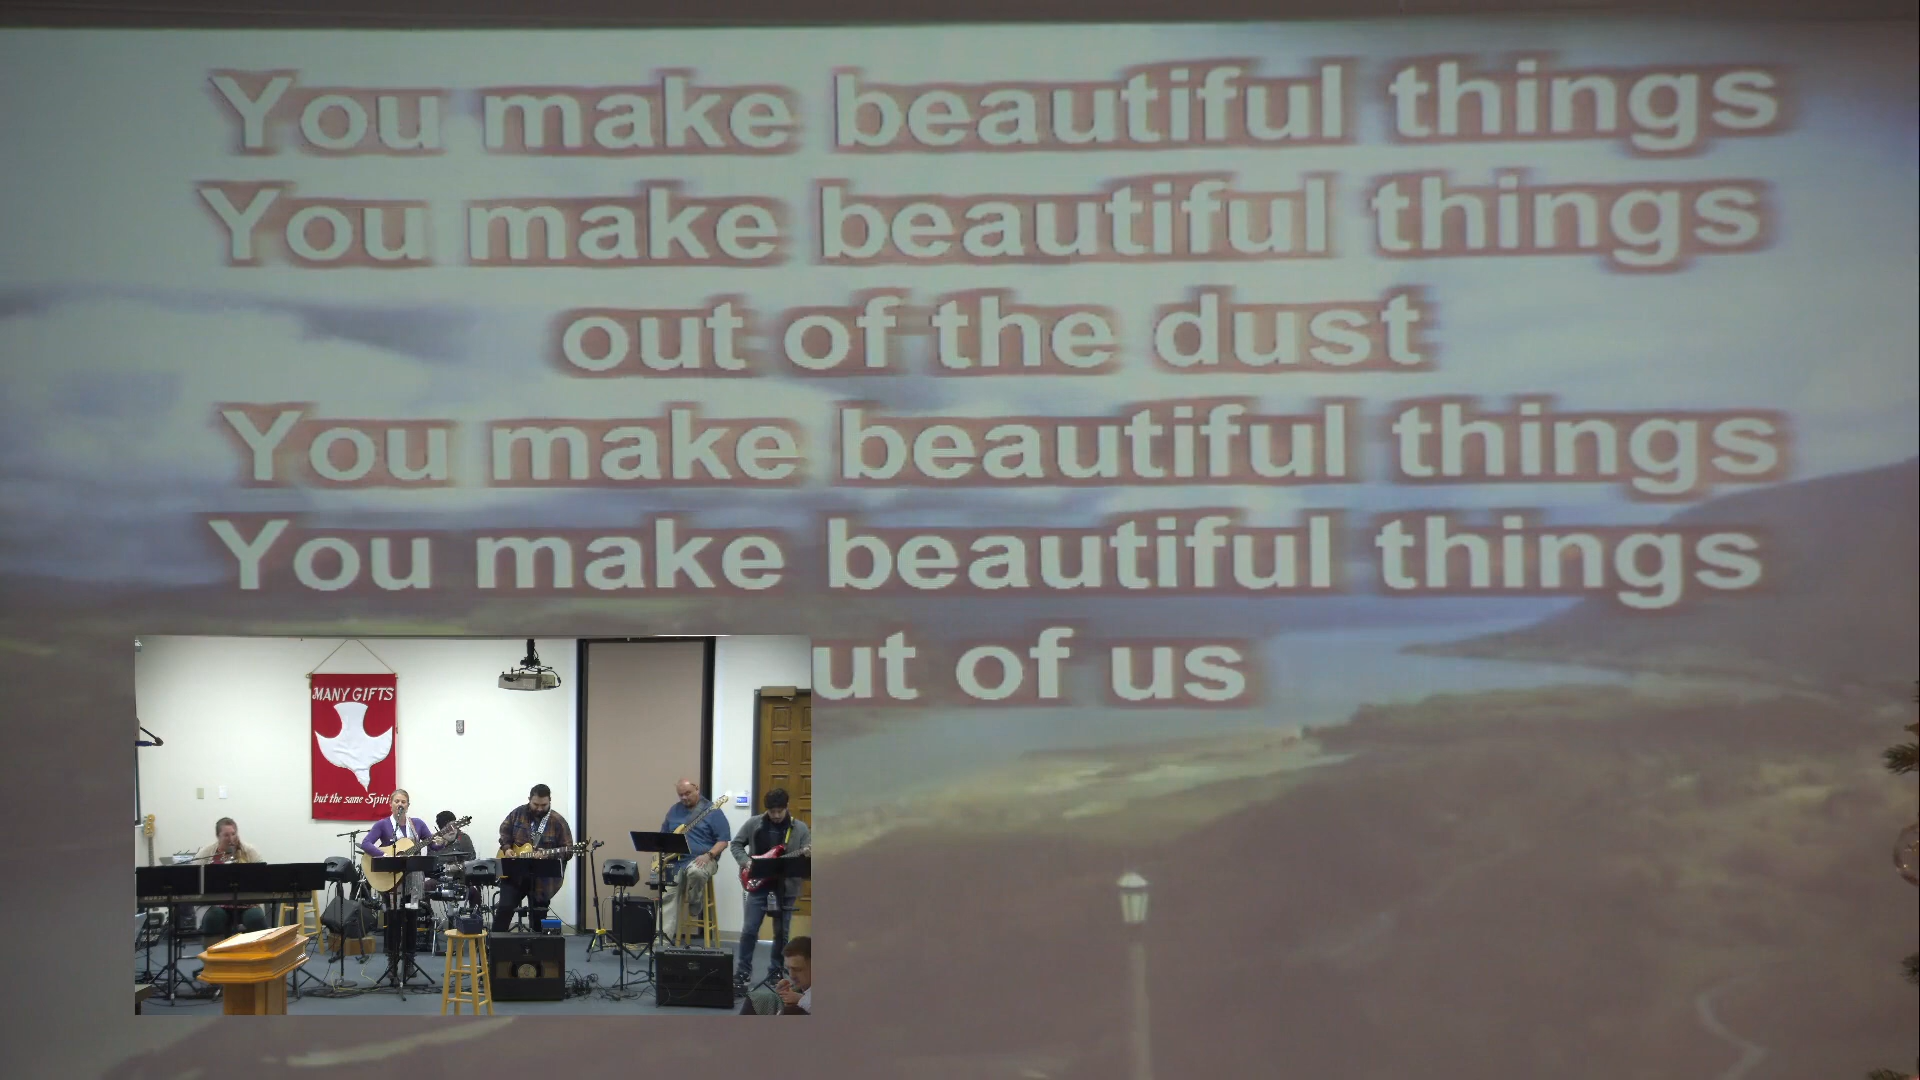 You make beautiful things
You make beautiful things
out of the dust
You make beautiful things
You make beautiful things
ut of us
MANY GIFTS
but the same Spiri